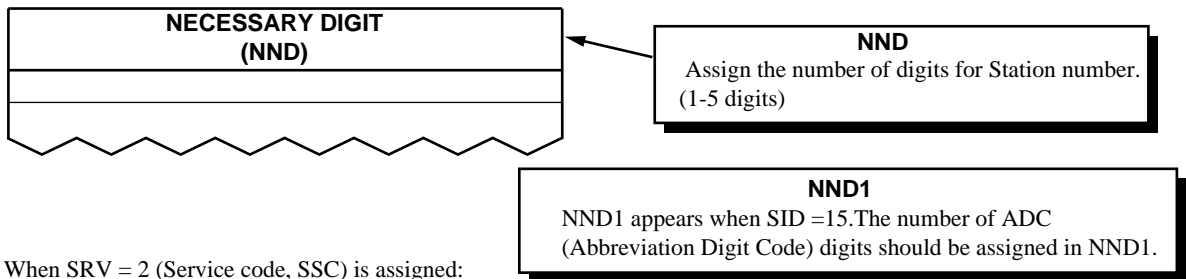 NECESSARY DIGIT
(NND)
NND
Assign the number of digits for Station number.
(1-5 digits)
NND1
NND1 appears when SID =15.The number of ADC
(Abbreviation Digit Code) digits should be assigned in NND1.
When SRV = 2 (Service code, SSC) is assigned: